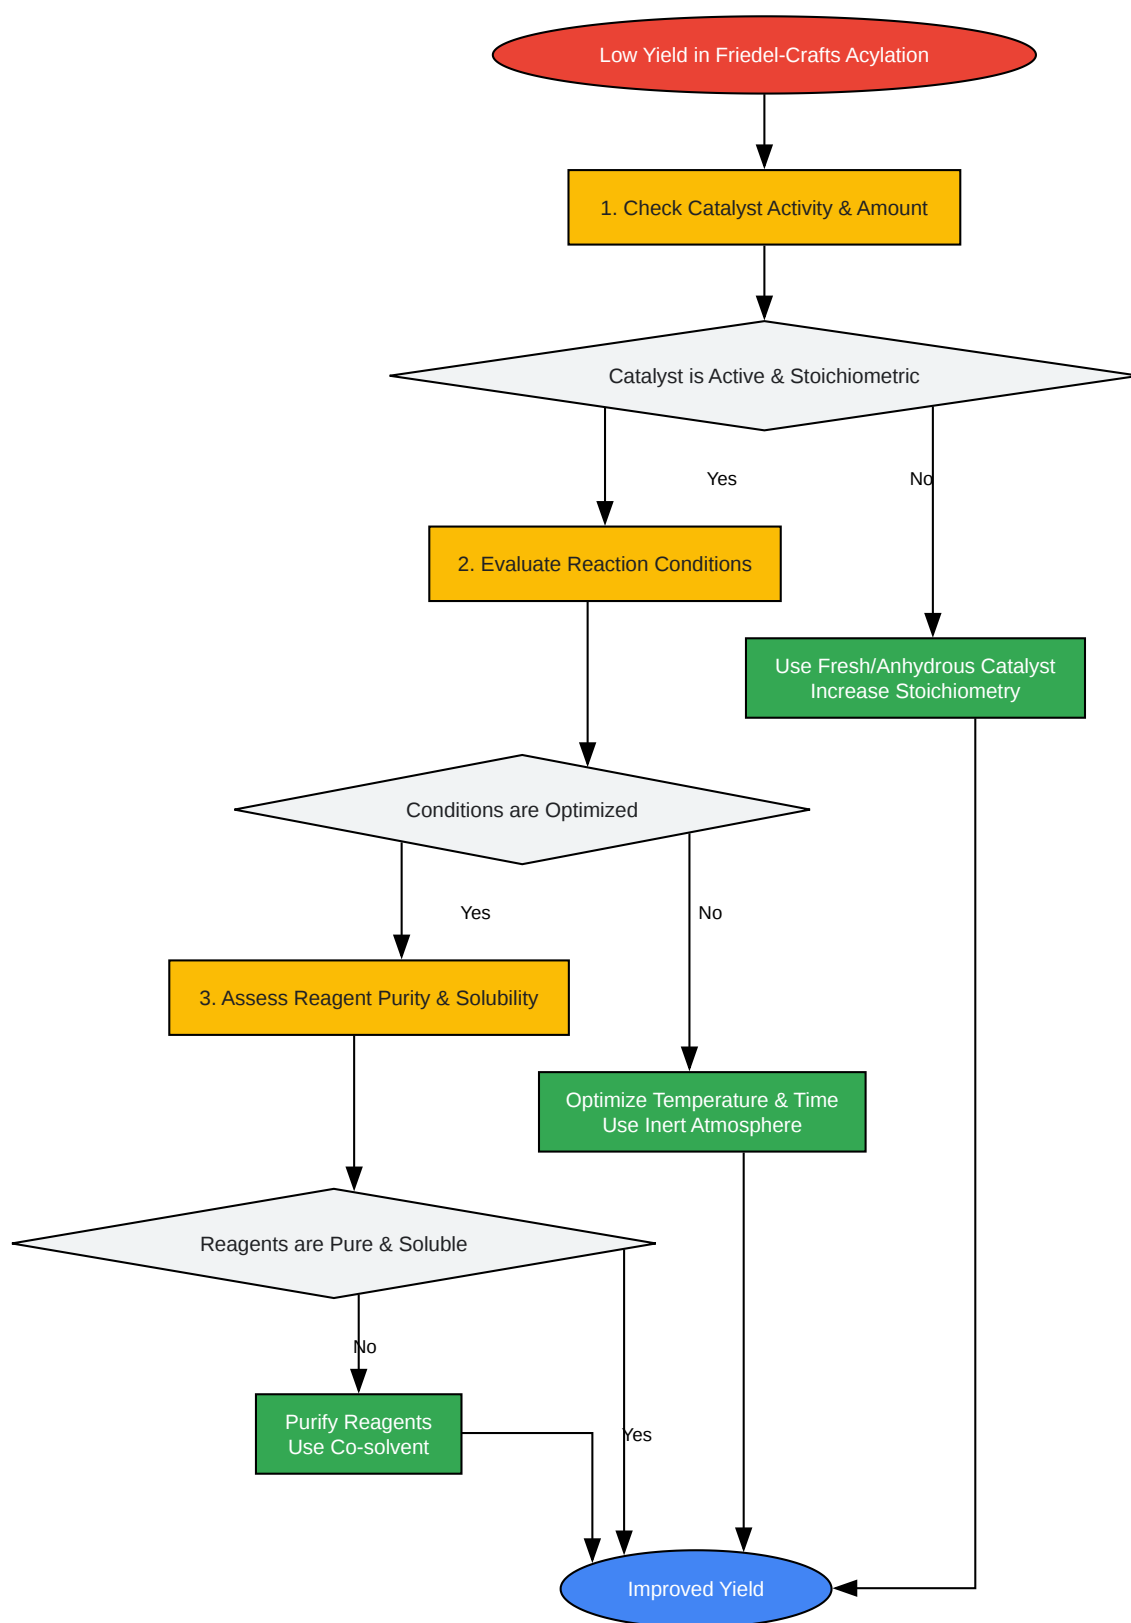 Low Yield in Friedel-Crafts Acylation
1. Check Catalyst Activity & Amount
Catalyst is Active & Stoichiometric
Yes
No
2. Evaluate Reaction Conditions
Use Fresh/Anhydrous Catalyst
Increase Stoichiometry
Conditions are Optimized
Yes
No
3. Assess Reagent Purity & Solubility
Optimize Temperature & Time
Use Inert Atmosphere
Reagents are Pure & Soluble
No
Purify Reagents
Use Co-solvent
Yes
Improved Yield